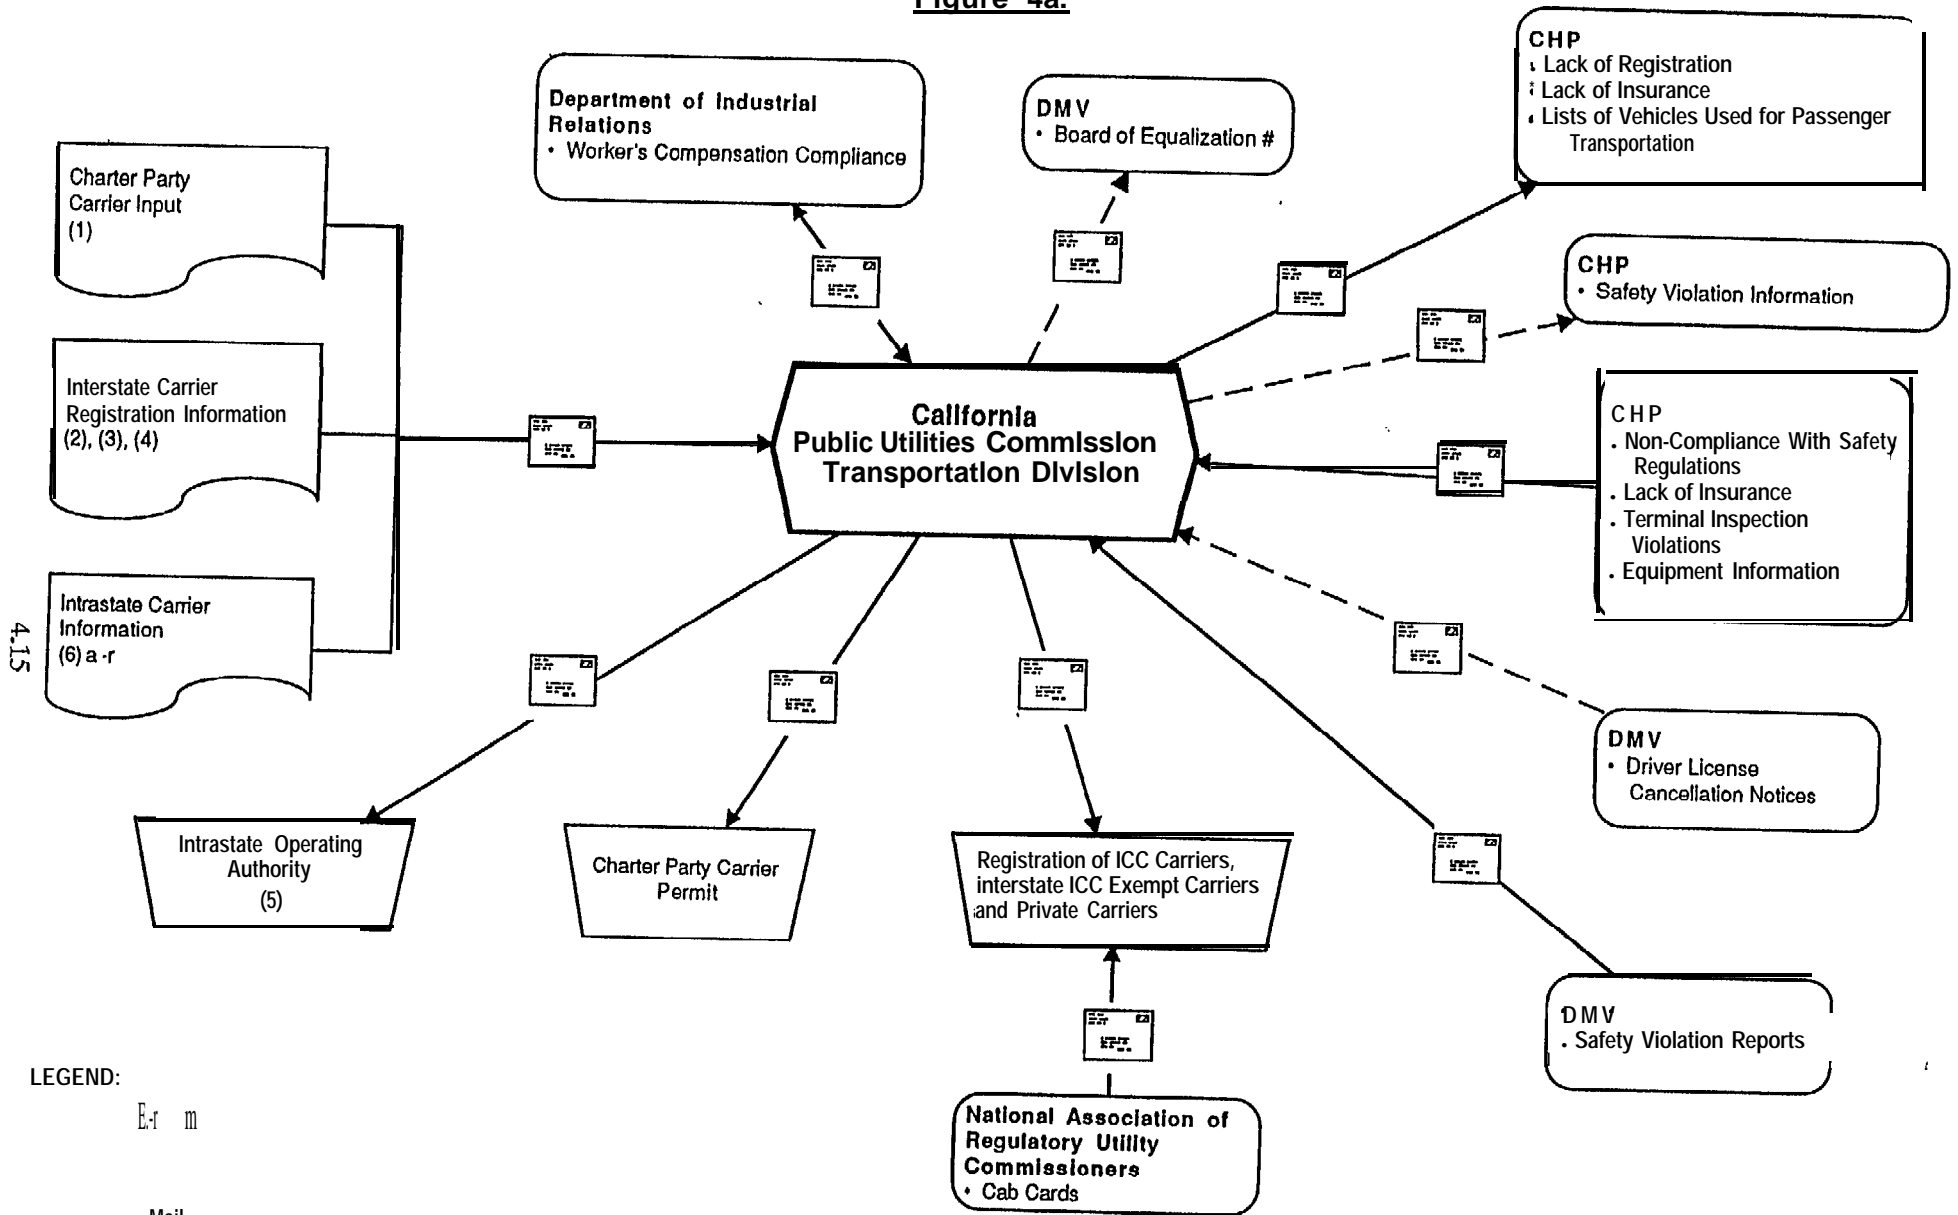 Figure 4a.
Charter Party
Carrier Input
(1)
Interstate Carrier
Registration Information
(2), (3), (4)
Intrastate Carrier
Information
(6) a -r
Department of Industrial
Relations
• Worker's Compensation Compliance
DMV
• Board of Equalization #
CHP
Lack of Registration
Lack of Insurance
Lists of Vehicles Used for Passenger
Transportation
CHP
• Safety Violation Information
California
Public Utilities Commission
Transportation Division
CHP
. Non-Compliance With Safety
Regulations
. Lack of Insurance
. Terminal Inspection
Violations
. Equipment Information
DMV
• Driver License
Cancellation Notices
DMV
. Safety Violation Reports
Intrastate Operating
Authority
(5)
Charter Party Carrier
Permit
Registration of ICC Carriers,
interstate ICC Exempt Carriers
and Private Carriers
National Association of
Regulatory Utility
Commissioners
• Cab Cards
4.15
LEGEND:
Mail